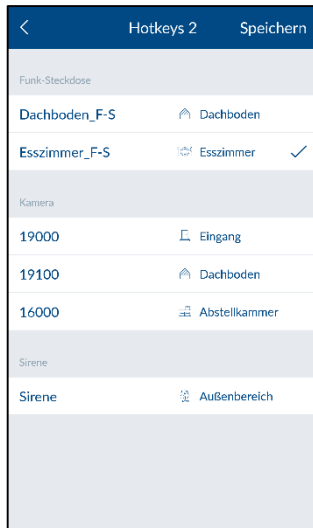 Hotkeys 2 Speichern
Funk-Steckdose
Dachboden_F-S Dachboden
Esszimmer_F-S Esszimmer
Kamera
19000 Eingang
19100 Dachboden
16000 Abstellkammer
Sirene
Sirene Außenbereich